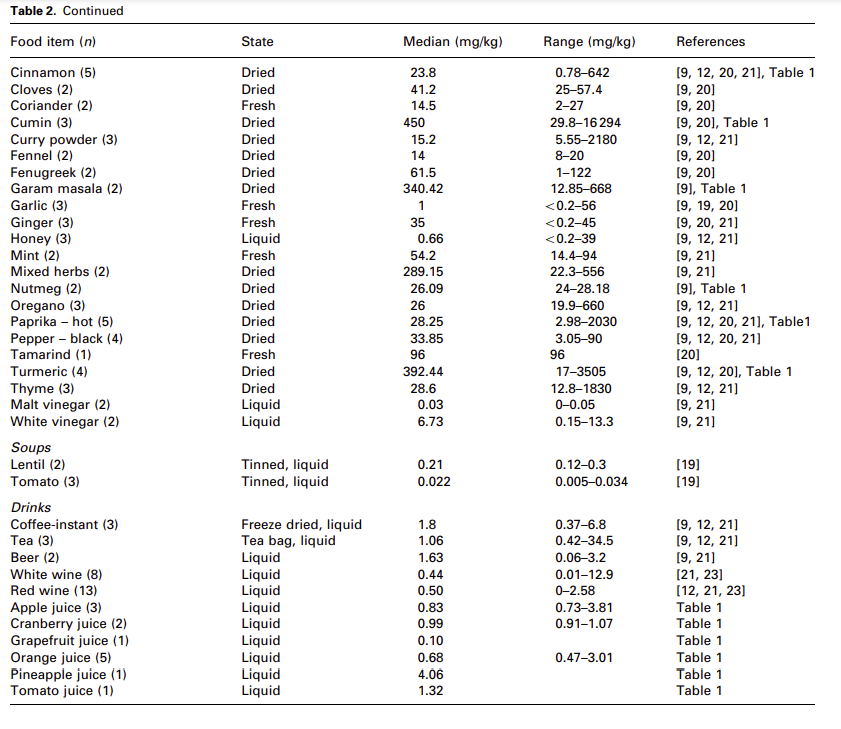 Table 2. Continued
Food item (n) State Median (mg/kg) Range (mg/kg) References
Cinnamon (5) Dried 23.8 0.78–642 [9, 12, 20, 21], Table 1
Cloves (2) Dried 41.2 25–57.4 [9, 20]
Coriander (2) Fresh 14.5 2–27 [9, 20]
Cumin (3) Dried 450 29.8–16 294 [9, 20], Table 1
Curry powder (3) Dried 15.2 5.55–2180 [9, 12, 21]
Fennel (2) Dried 14 8–20 [9, 20]
Fenugreek (2) Dried 61.5 1–122 [9, 20]
Garam masala (2) Dried 340.42 12.85–668 [9], Table 1
Garlic (3) Fresh 1 <0.2–56 [9, 19, 20]
Ginger (3) Fresh 35 <0.2–45 [9, 20, 21]
Honey (3) Liquid 0.66 <0.2–39 [9, 12, 21]
Mint (2) Fresh 54.2 14.4–94 [9, 21]
Mixed herbs (2) Dried 289.15 22.3–556 [9, 21]
Nutmeg (2) Dried 26.09 24–28.18 [9], Table 1
Oregano (3) Dried 26 19.9–660 [9, 12, 21]
Paprika – hot (5) Dried 28.25 2.98–2030 [9, 12, 20, 21], Table1
Pepper – black (4) Dried 33.85 3.05–90 [9, 12, 20, 21]
Tamarind (1) Fresh 96 96 [20]
Turmeric (4) Dried 392.44 17–3505 [9, 12, 20], Table 1
Thyme (3) Dried 28.6 12.8–1830 [9, 12, 21]
Malt vinegar (2) Liquid 0.03 0–0.05 [9, 21]
White vinegar (2) Liquid 6.73 0.15–13.3 [9, 21]
Soups
Lentil (2) Tinned, liquid 0.21 0.12–0.3 [19]
Tomato (3) Tinned, liquid 0.022 0.005–0.034 [19]
Drinks
Coffee-instant (3) Freeze dried, liquid 1.8 0.37–6.8 [9, 12, 21]
Tea (3) Tea bag, liquid 1.06 0.42–34.5 [9, 12, 21]
Beer (2) Liquid 1.63 0.06–3.2 [9, 21]
White wine (8) Liquid 0.44 0.01–12.9 [21, 23]
Red wine (13) Liquid 0.50 0–2.58 [12, 21, 23]
Apple juice (3) Liquid 0.83 0.73–3.81 Table 1
Cranberry juice (2) Liquid 0.99 0.91–1.07 Table 1
Grapefruit juice (1) Liquid 0.10 Table 1
Orange juice (5) Liquid 0.68 0.47–3.01 Table 1
Pineapple juice (1) Liquid 4.06 Table 1
Tomato juice (1) Liquid 1.32 Table 1